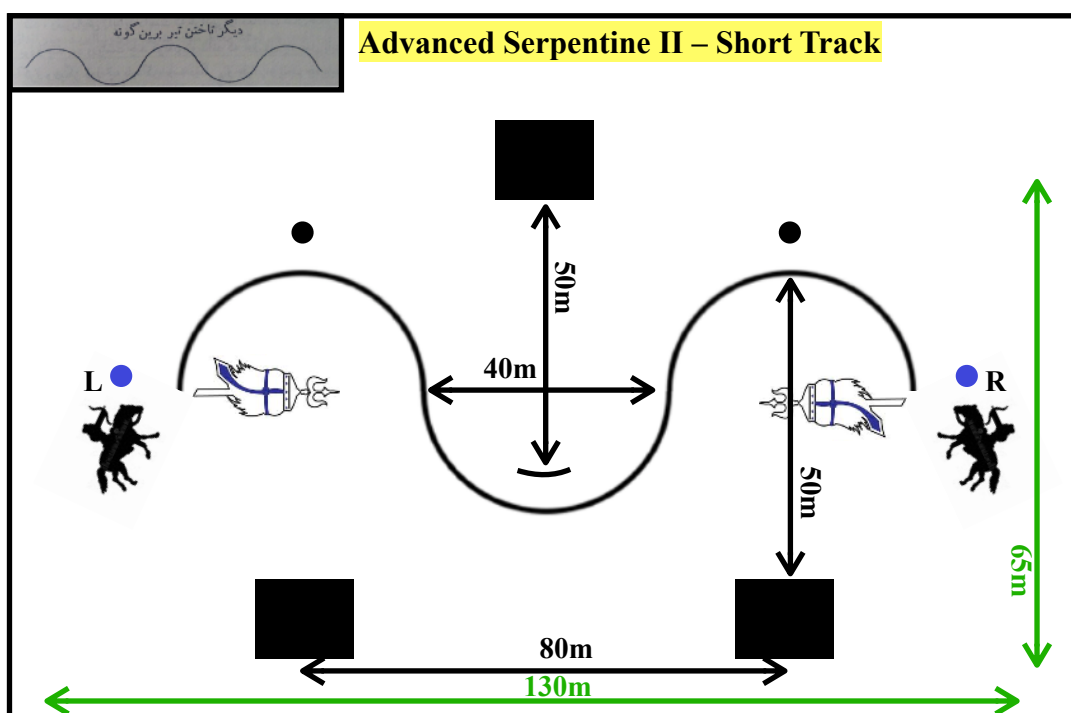 دیگر تاختن تیر برین گونه
Advanced Serpentine II – Short Track
50m
40m
L
R
50m
65m
80m
130m